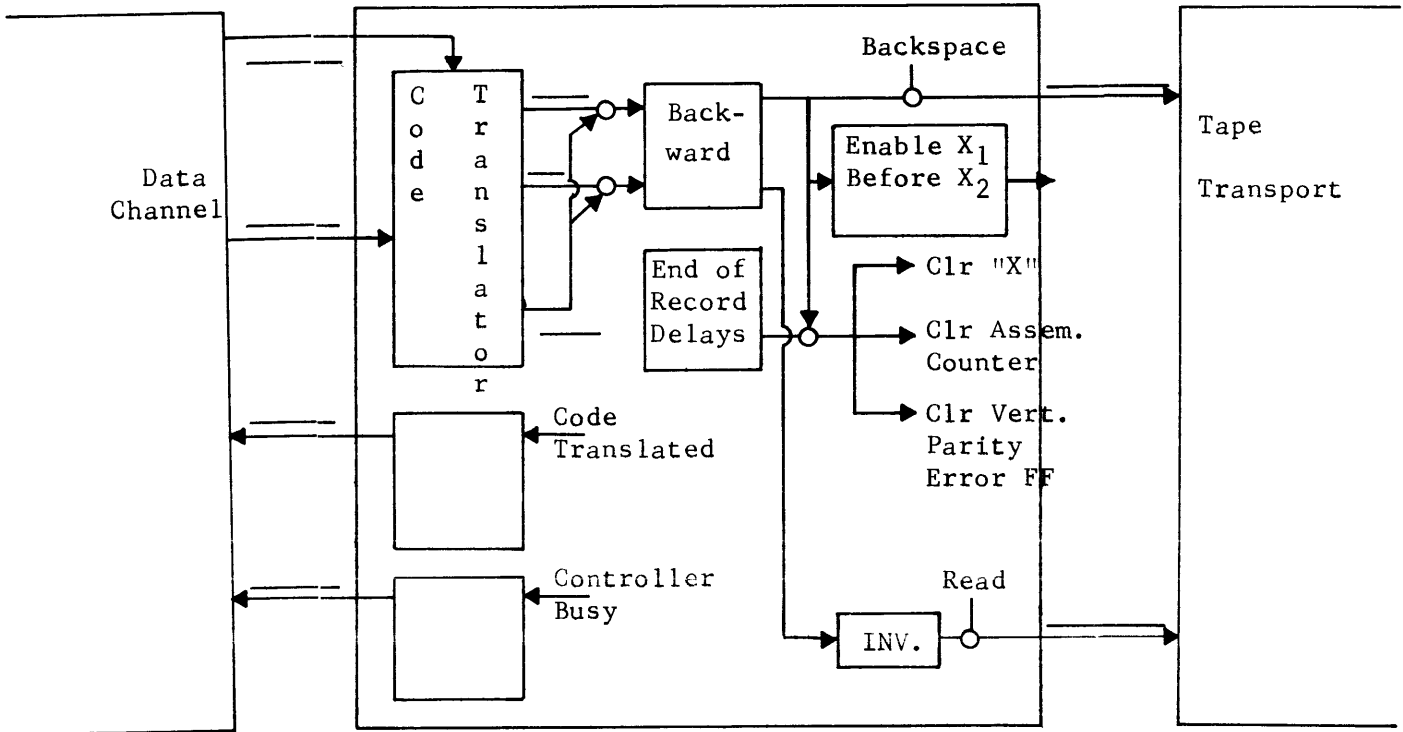 Data
Channel
Code
Translator
Back-
ward
Backspace
Enable X1
Before X2
Tape
Transport
End of
Record
Delays
Clr "X"
Clr Assem.
Counter
Clr Vert.
Parity
Error FF
Code
Translated
Controller
Busy
Read
INV.